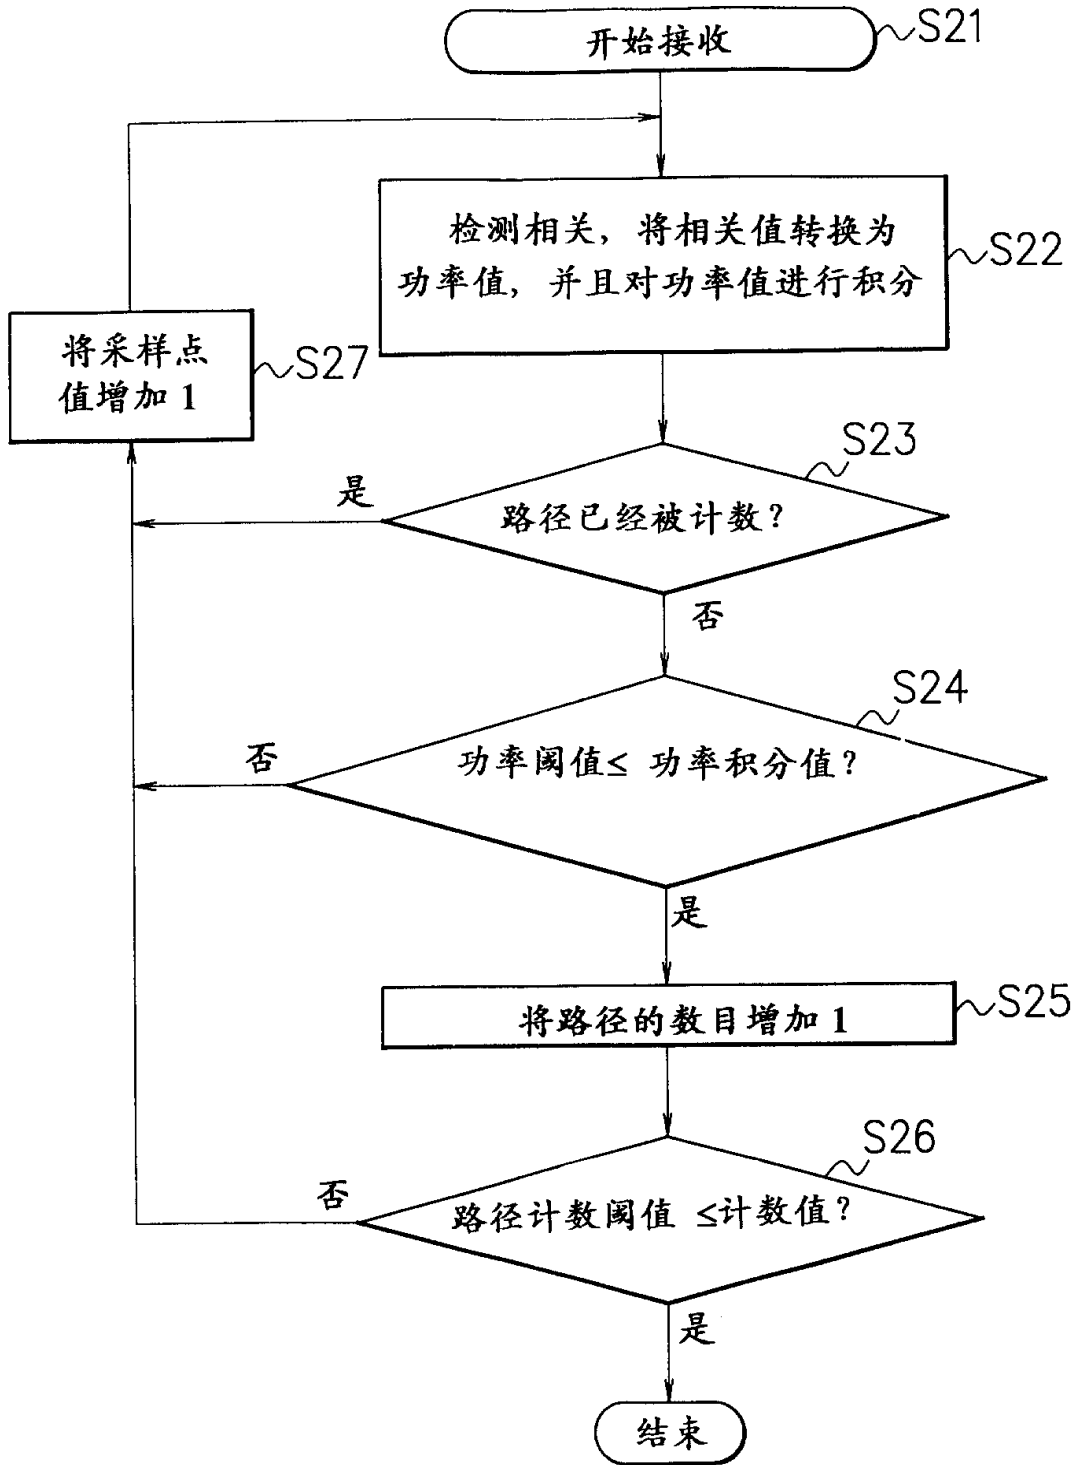 开始接收
S21
检测相关，将相关值转换为
功率值，并且对功率值进行积分
S22
将采样点
值增加 1
S27
S23
是
路径已经被计数？
否
S24
否
功率阈值≤ 功率积分值？
是
将路径的数目增加 1
S25
S26
否
路径计数阈值 ≤计数值？
是
结束